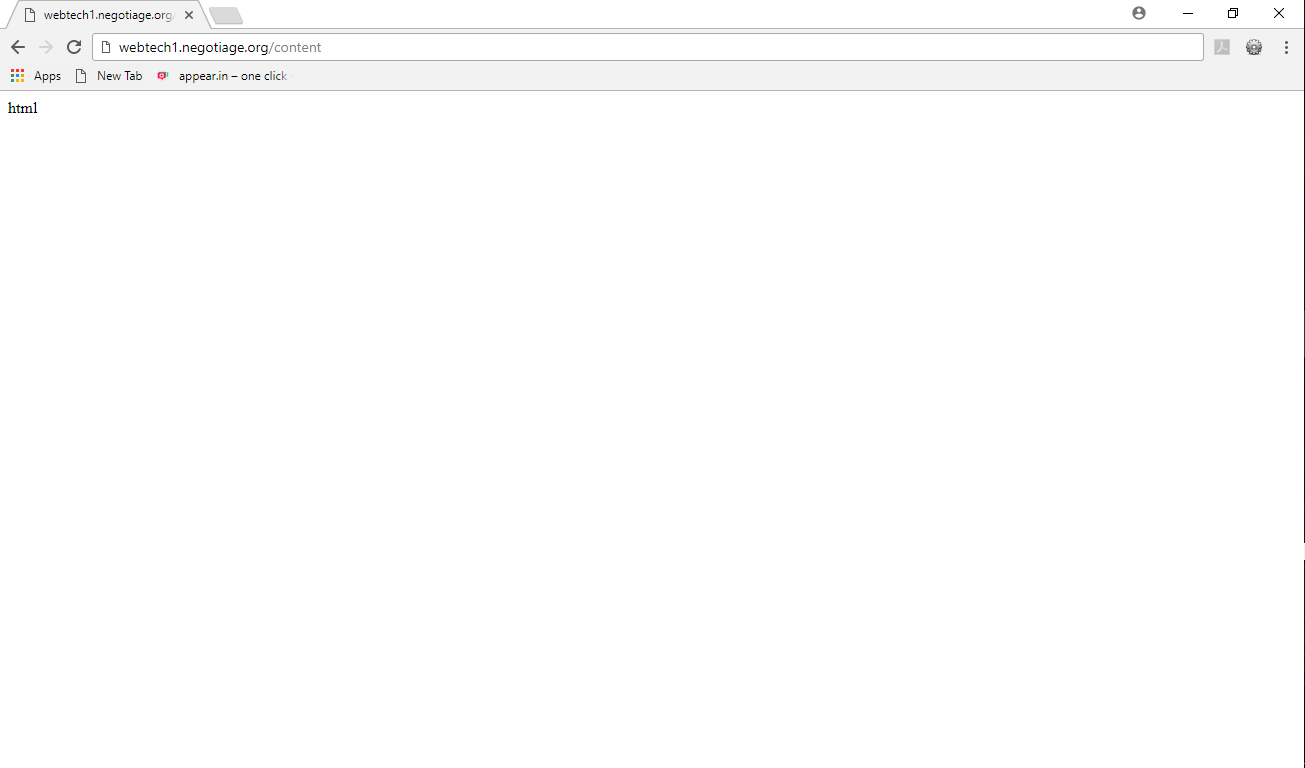 webtech1.negotiage.org/
webtech1.negotiage.org/content
Apps New Tab appear.in – one click
html